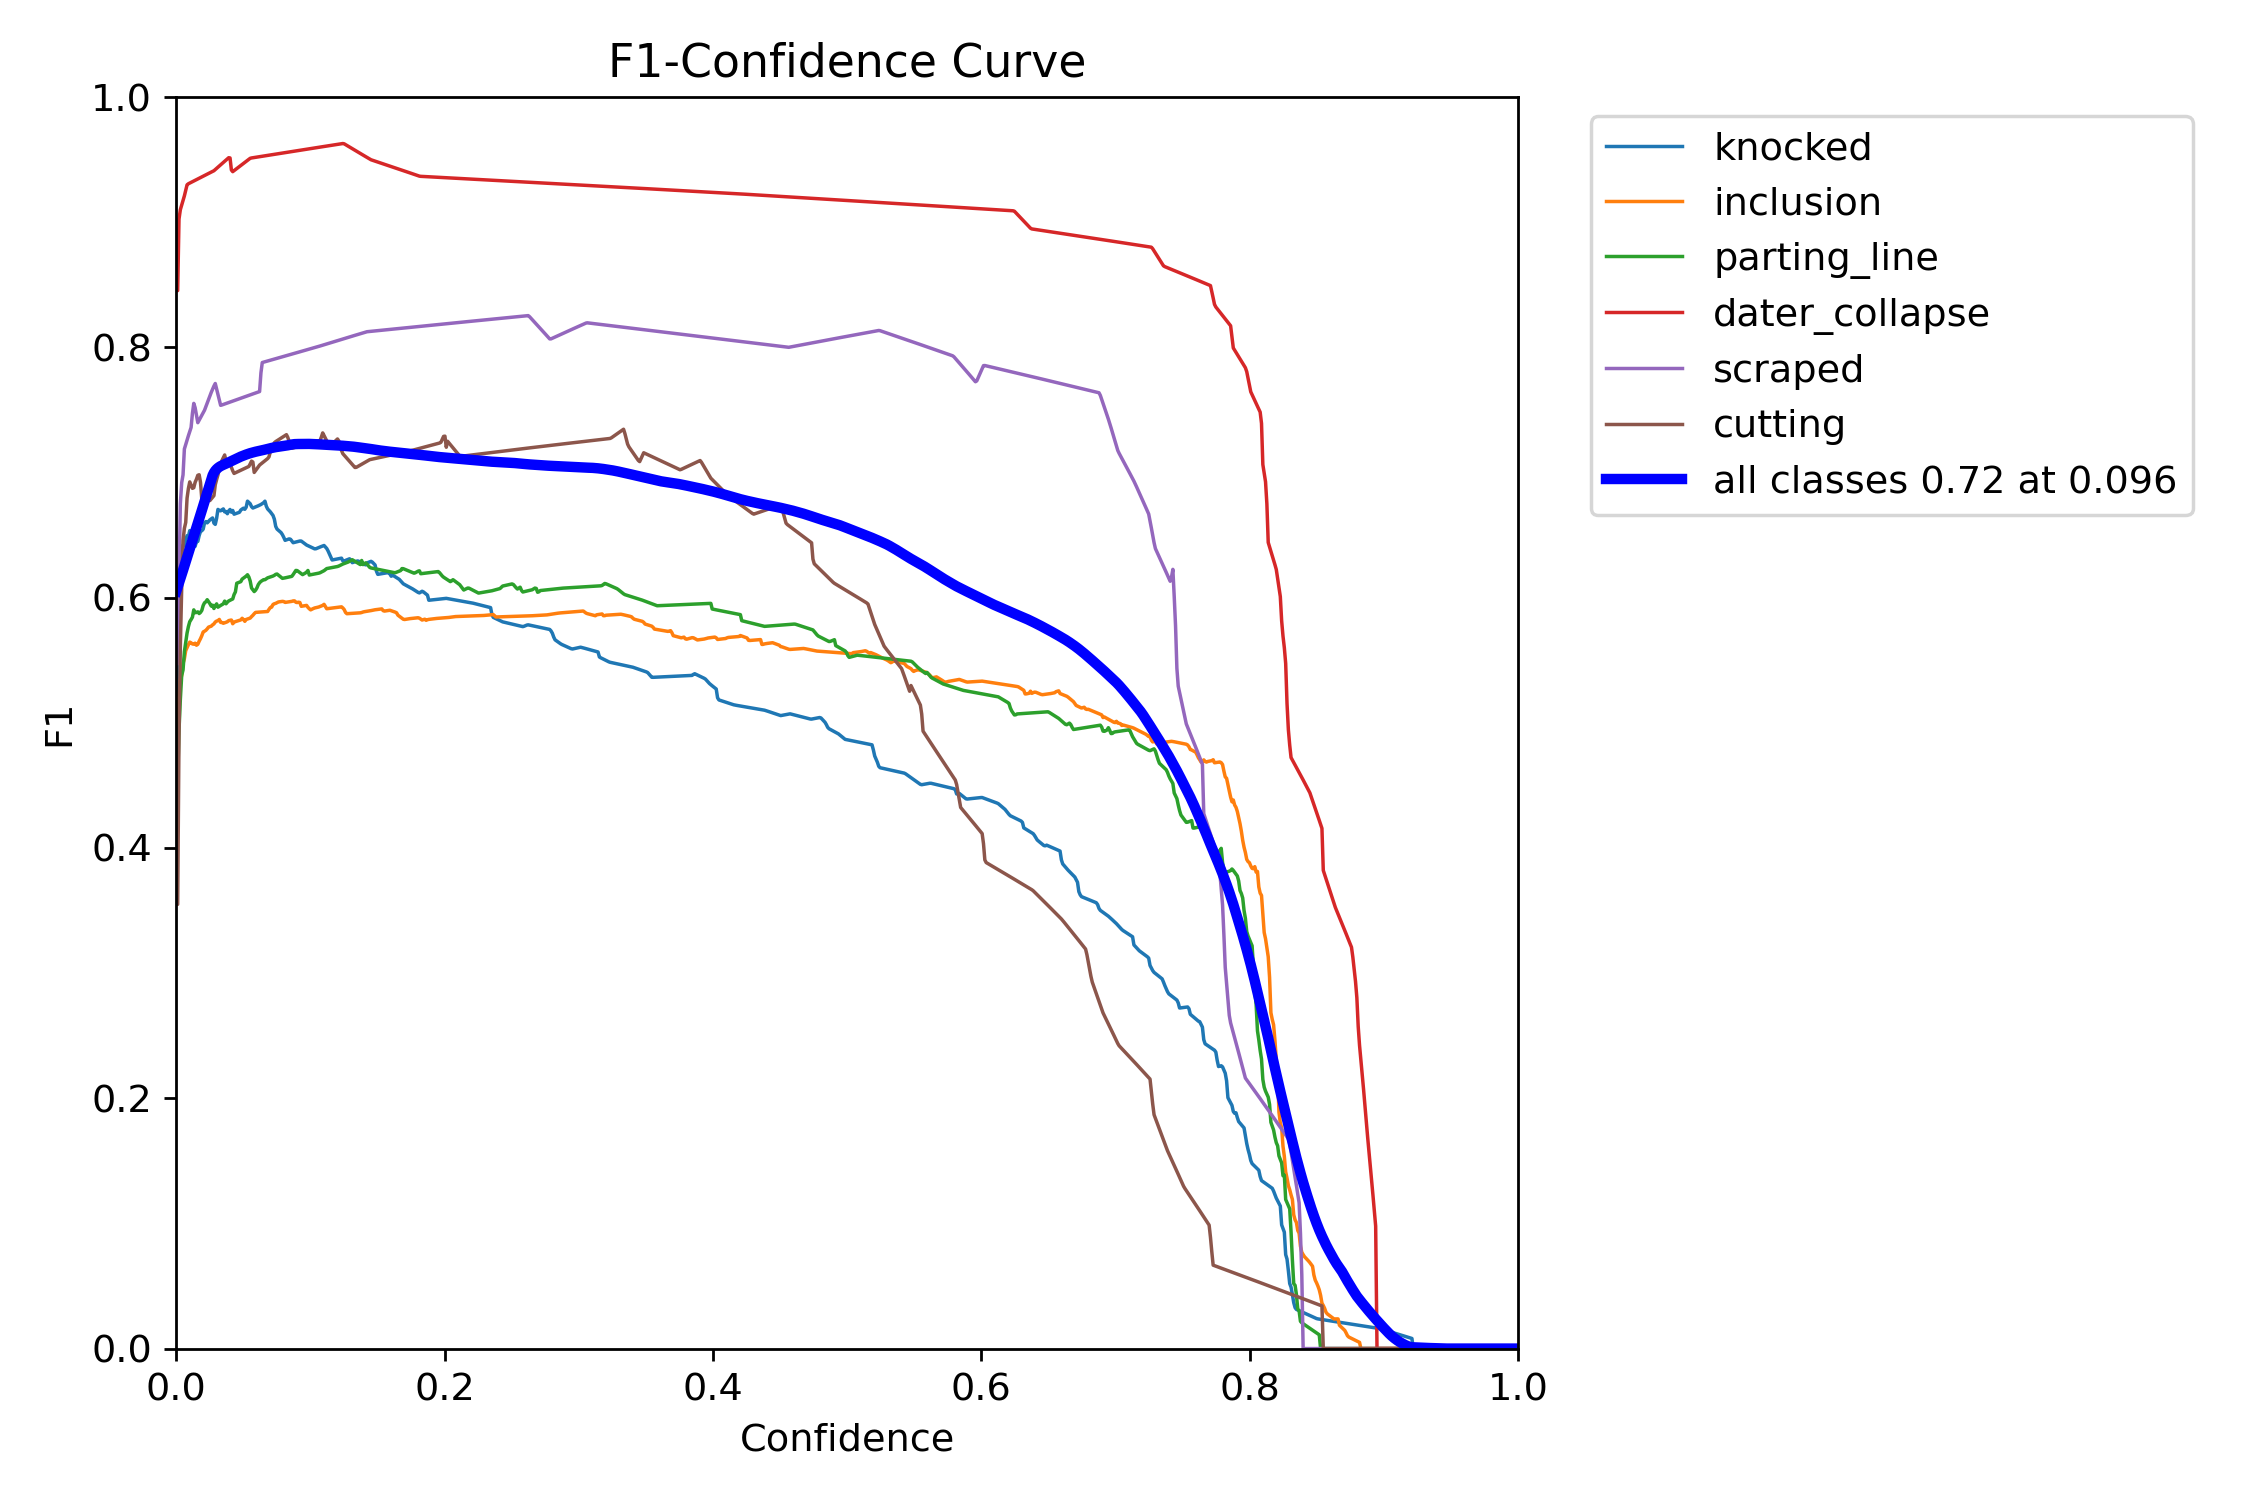 F1-Confidence Curve
1.0
0.8
0.6
0.4
0.2
0.0
F1
0.0 0.2 0.4 0.6 0.8 1.0
Confidence
knocked
inclusion
parting_line
dater_collapse
scraped
cutting
all classes 0.72 at 0.096